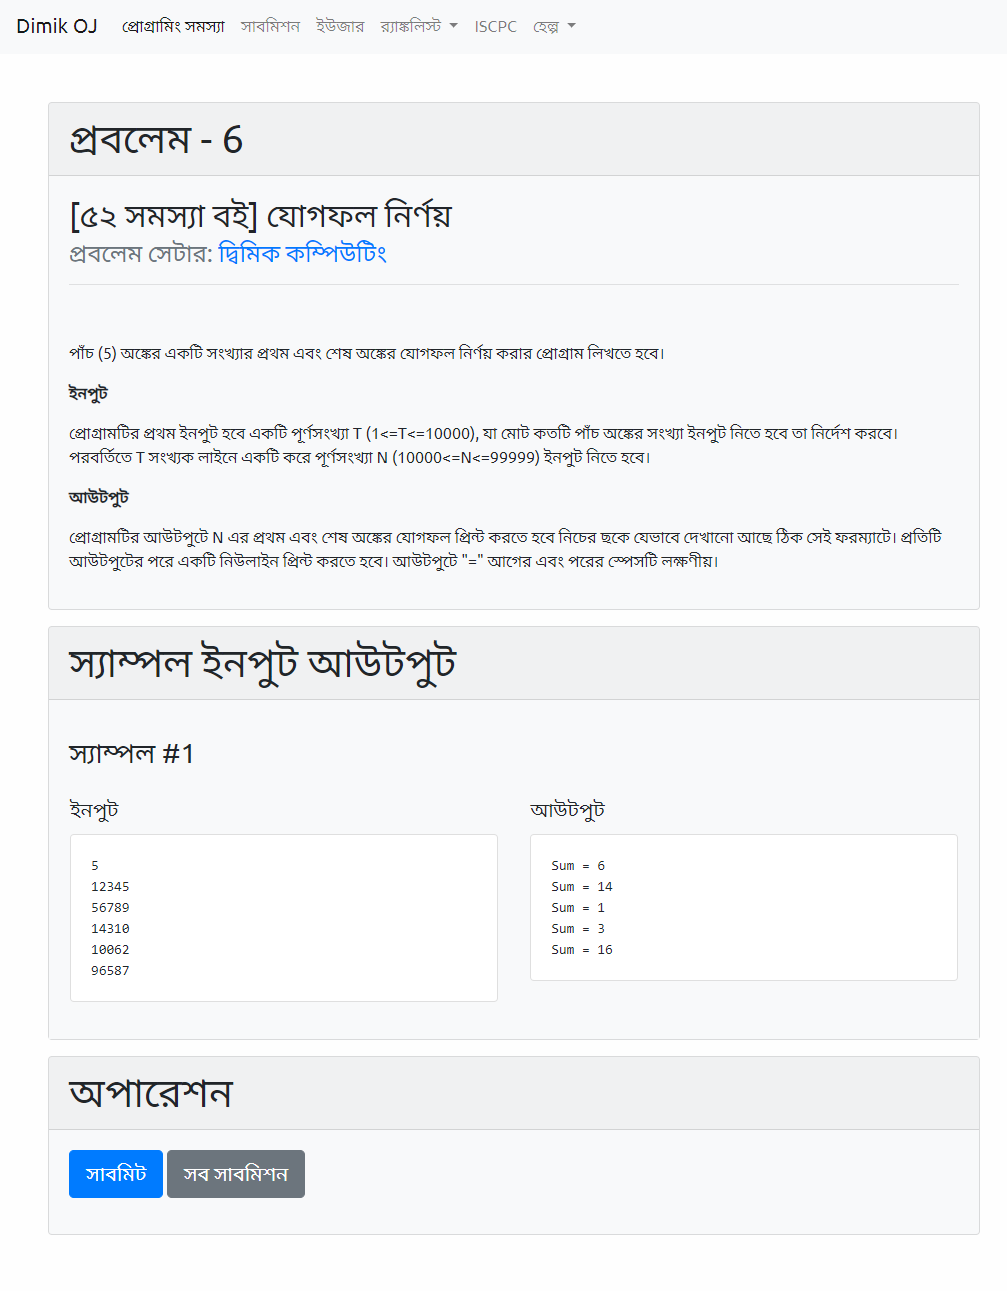 Dimik OJ প্রোগ্রামিং সমস্যা সাবমিশন ইউজার র‍্যাঙ্কলিস্ট ISCPC হেল্প
প্রবলেম - 6
[৫২ সমস্যা বই] যোগফল নির্ণয়
প্রবলেম সেটার: দ্বিমিক কম্পিউটিং
পাঁচ (5) অঙ্কের একটি সংখ্যার প্রথম এবং শেষ অঙ্কের যোগফল নির্ণয় করার প্রোগ্রাম লিখতে হবে।
ইনপুট
প্রোগ্রামটির প্রথম ইনপুট হবে একটি পূর্ণসংখ্যা T (1<=T<=10000), যা মোট কতটি পাঁচ অঙ্কের সংখ্যা ইনপুট নিতে হবে তা নির্দেশ করবে।
পরবর্তিতে T সংখ্যক লাইনে একটি করে পূর্ণসংখ্যা N (10000<=N<=99999) ইনপুট নিতে হবে।
আউটপুট
প্রোগ্রামটির আউটপুটে N এর প্রথম এবং শেষ অঙ্কের যোগফল প্রিন্ট করতে হবে নিচের ছকে যেভাবে দেখানো আছে ঠিক সেই ফরম্যাটে। প্রতিটি
আউটপুটের পরে একটি নিউলাইন প্রিন্ট করতে হবে। আউটপুটে "=" আগের এবং পরের স্পেসটি লক্ষণীয়।
স্যাম্পল ইনপুট আউটপুট
স্যাম্পল #1
ইনপুট
5
12345
56789
14310
10062
96587
আউটপুট
Sum = 6
Sum = 14
Sum = 1
Sum = 3
Sum = 16
অপারেশন
সাবমিট সব সাবমিশন